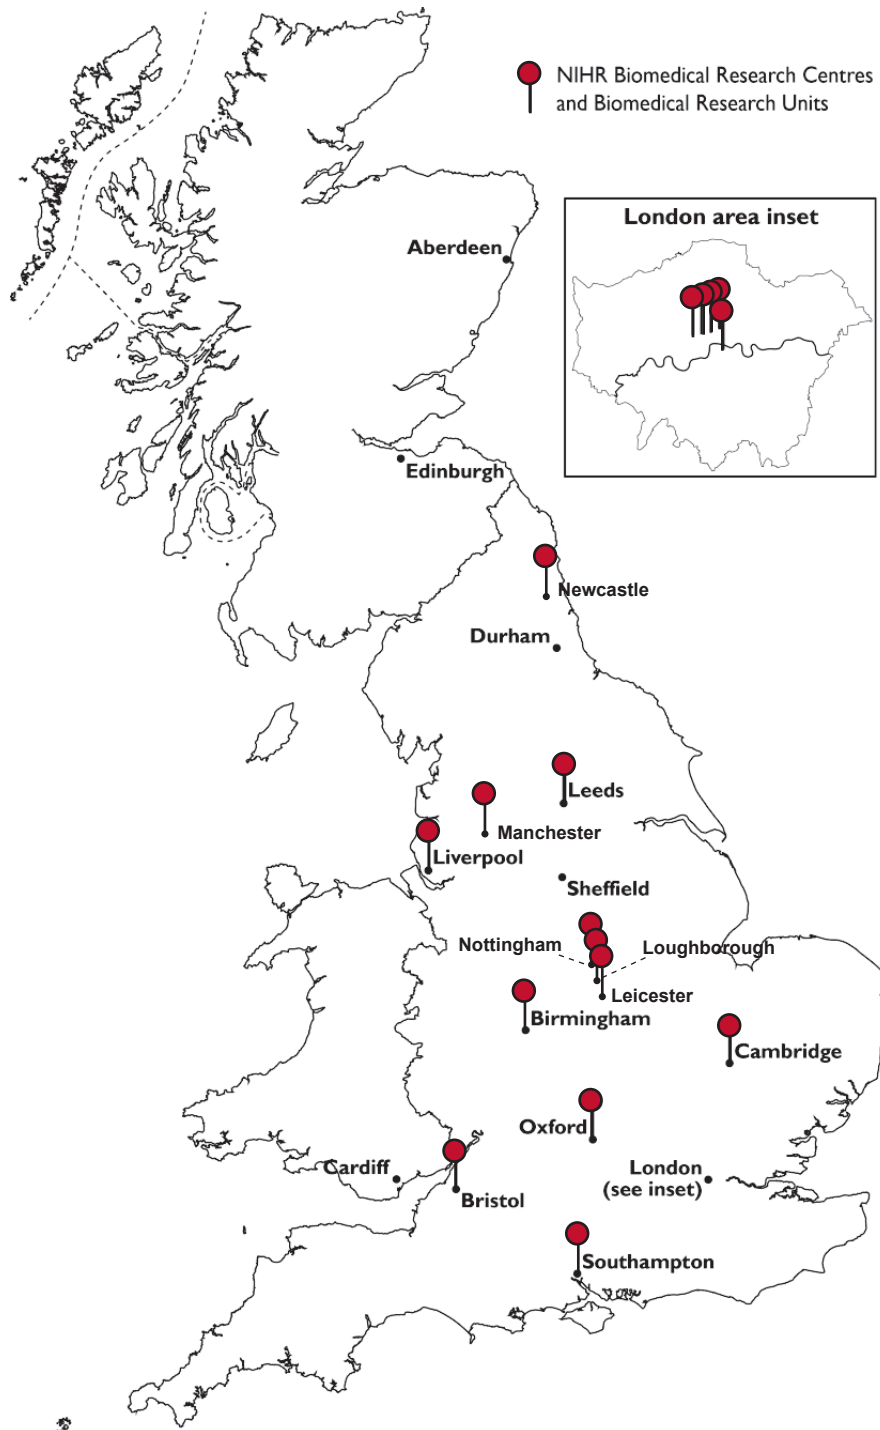 NIHR Biomedical Research Centres
and Biomedical Research Units
London area inset
Aberdeen
Edinburgh
Newcastle
Durham
Leeds
Manchester
Liverpool
Sheffield
Nottingham
Loughborough
Leicester
Birmingham
Cambridge
Oxford
Cardiff
London
(see inset)
Bristol
Southampton